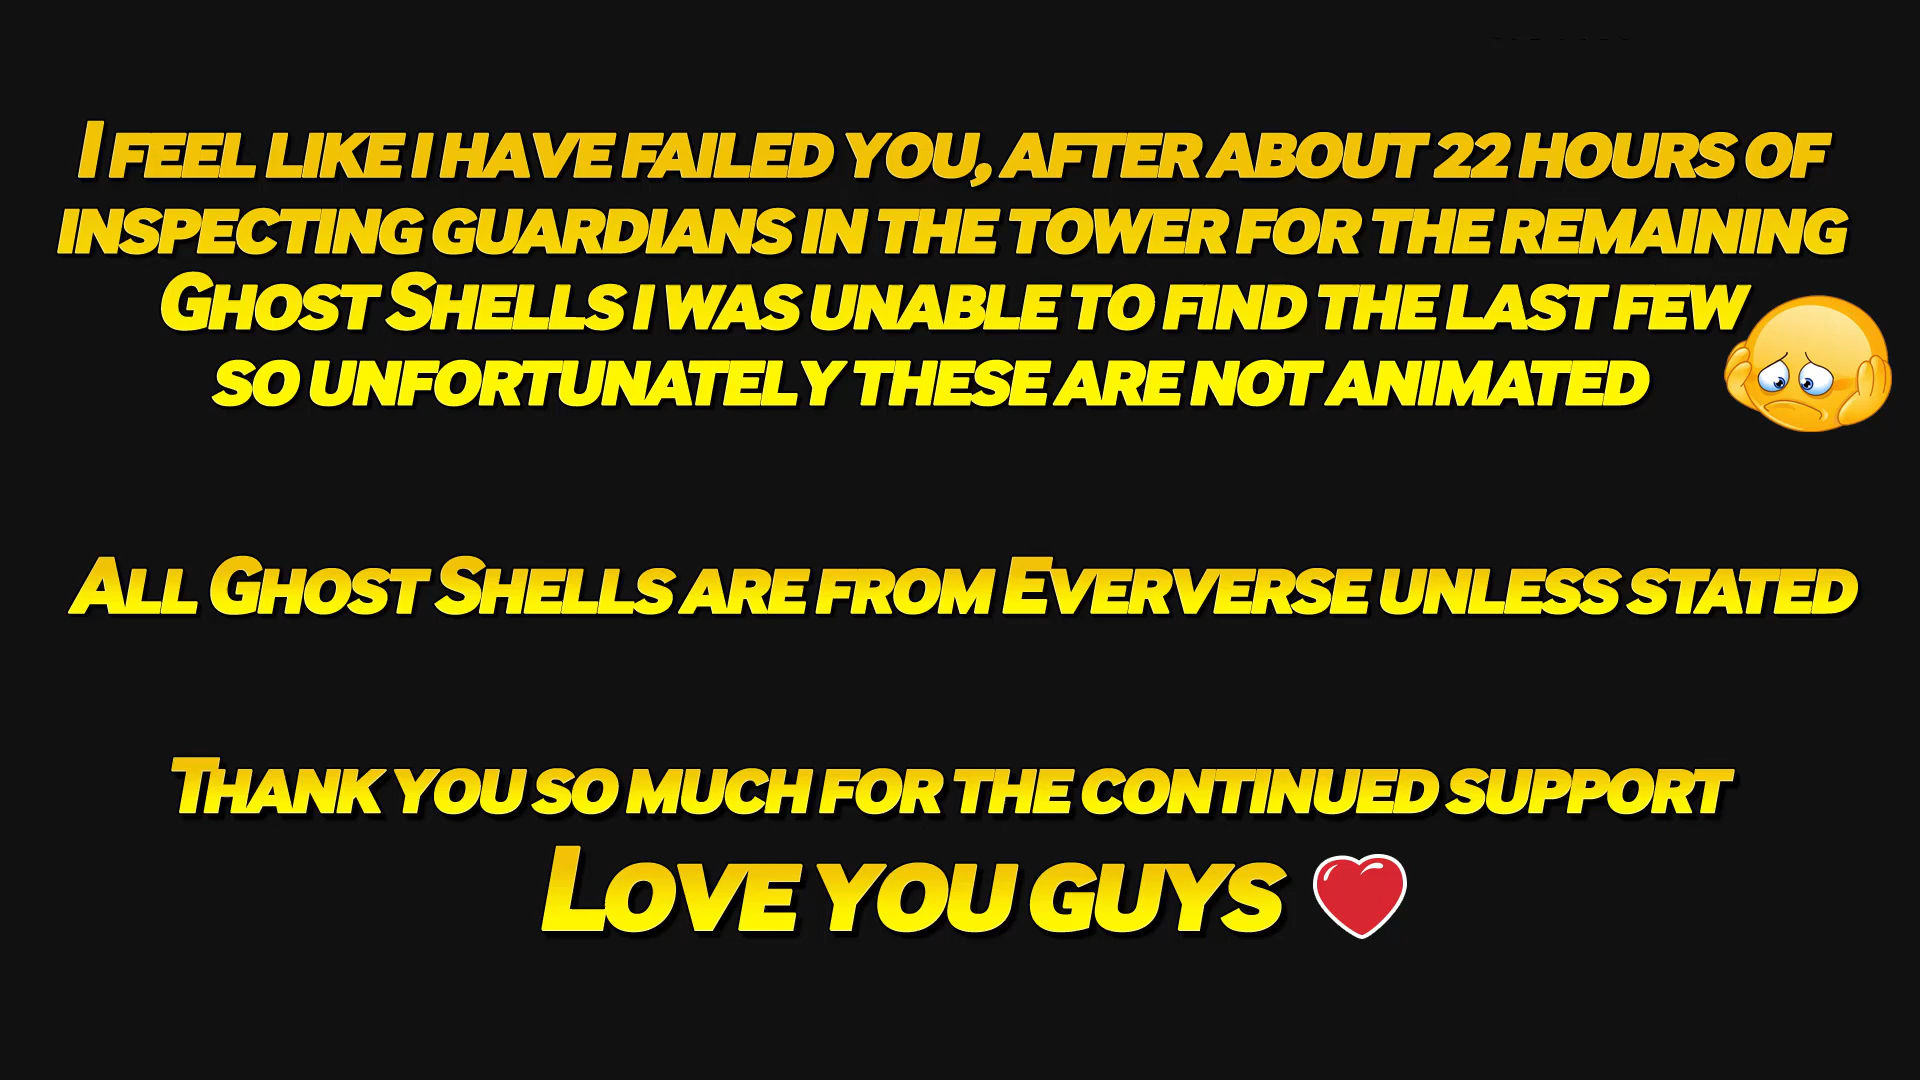 I feel like i have failed you, after about 22 hours of
inspecting guardians in the tower for the remaining
Ghost Shells i was unable to find the last few
so unfortunately these are not animated
All Ghost Shells are from Eververse unless stated
Thank you so much for the continued support
Love you guys